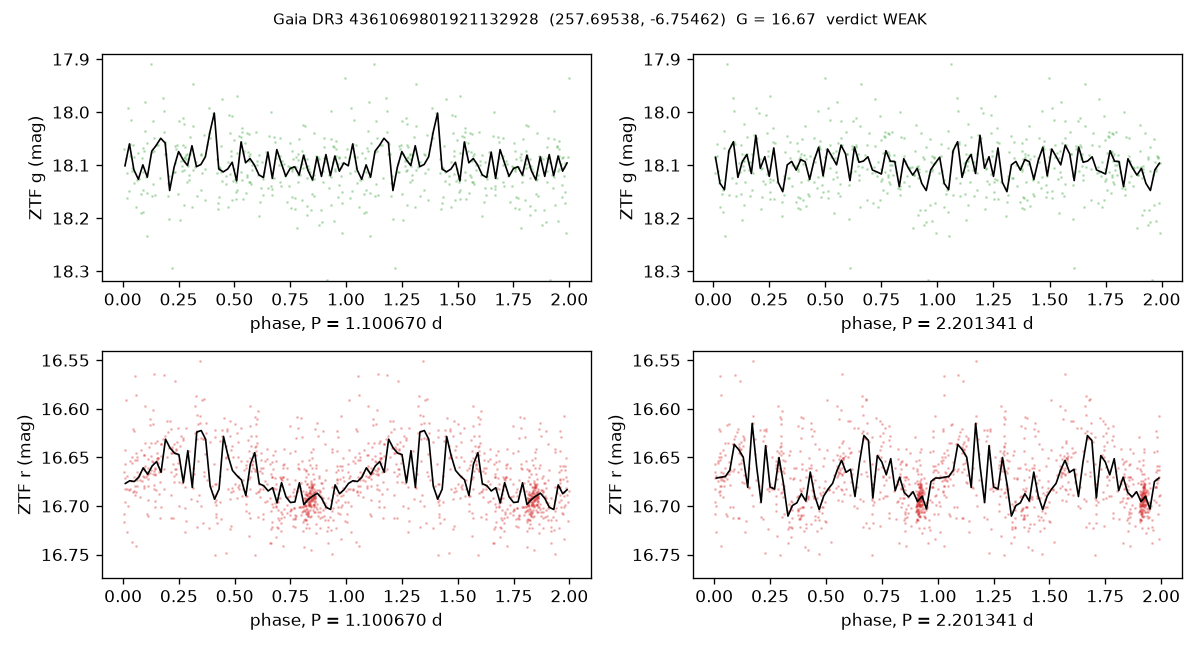 Gaia DR3 4361069801921132928 (257.69538, -6.75462) G = 16.67 verdict WEAK
ZTF g (mag)
17.9
18.0
18.1
18.2
18.3
0.00 0.25 0.50 0.75 1.00 1.25 1.50 1.75 2.00
phase, P = 1.100670 d
ZTF g (mag)
17.9
18.0
18.1
18.2
18.3
0.00 0.25 0.50 0.75 1.00 1.25 1.50 1.75 2.00
phase, P = 2.201341 d
ZTF r (mag)
16.55
16.60
16.65
16.70
16.75
0.00 0.25 0.50 0.75 1.00 1.25 1.50 1.75 2.00
phase, P = 1.100670 d
ZTF r (mag)
16.55
16.60
16.65
16.70
16.75
0.00 0.25 0.50 0.75 1.00 1.25 1.50 1.75 2.00
phase, P = 2.201341 d